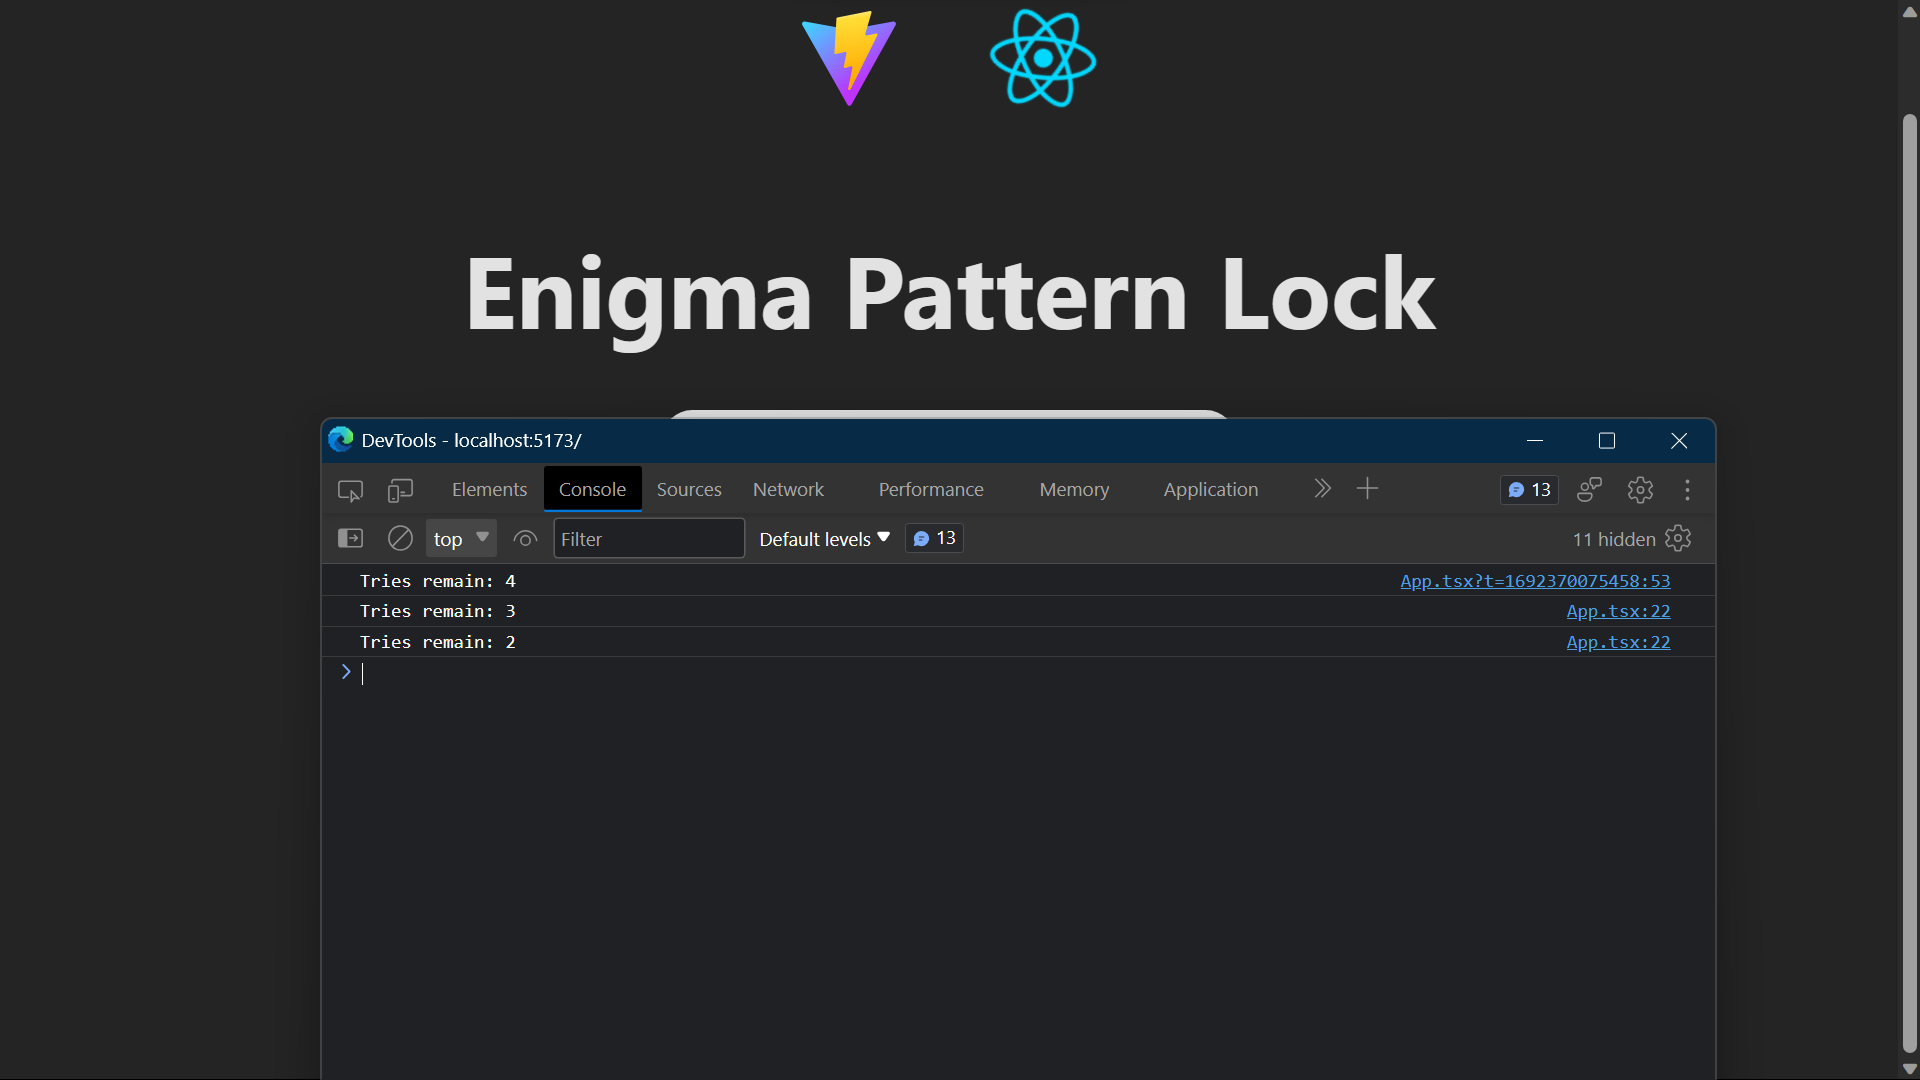 Enigma Pattern Lock
DevTools - localhost:5173/
Elements Console Sources Network Performance Memory Application 13
top Filter Default levels 13 11 hidden
Tries remain: 4 App.tsx?t=1692370075458:53
Tries remain: 3 App.tsx:22
Tries remain: 2 App.tsx:22